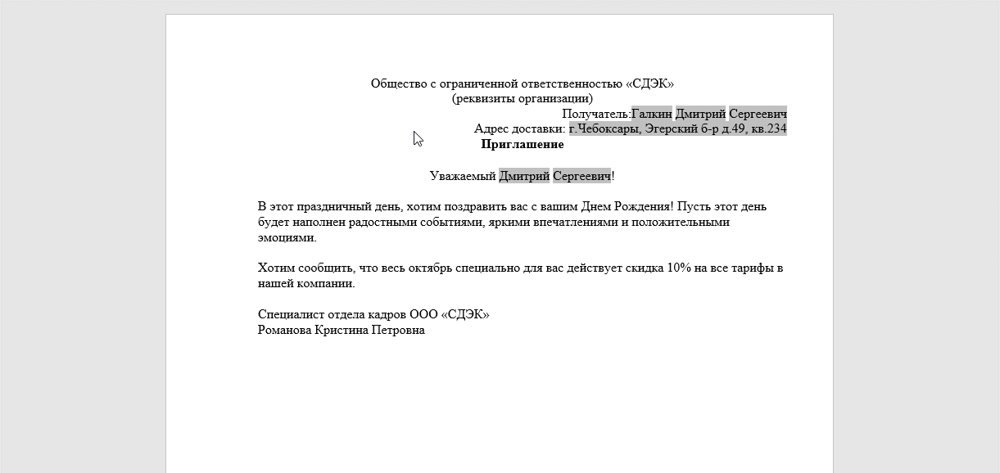 Общество с ограниченной ответственностью «СДЭК»
(реквизиты организации)
Получатель:Галкин Дмитрий Сергеевич
Адрес доставки: г.Чебоксары, Эгерский б-р д.49, кв.234
Приглашение
Уважаемый Дмитрий Сергеевич!
В этот праздничный день, хотим поздравить вас с вашим Днем Рождения! Пусть этот день
будет наполнен радостными событиями, яркими впечатлениями и положительными
эмоциями.
Хотим сообщить, что весь октябрь специально для вас действует скидка 10% на все тарифы в
нашей компании.
Специалист отдела кадров ООО «СДЭК»
Романова Кристина Петровна